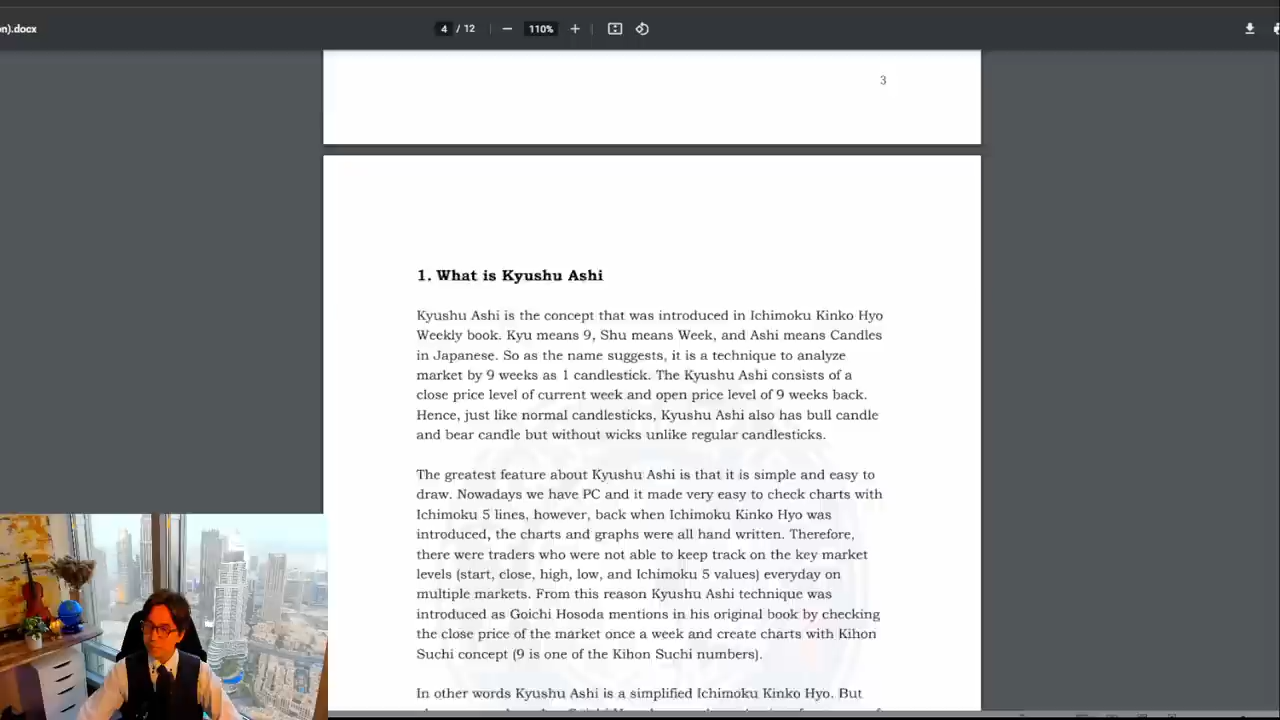 n).docx
4 / 12
110%
3
1. What is Kyushu Ashi
Kyushu Ashi is the concept that was introduced in Ichimoku Kinko Hyo
Weekly book. Kyu means 9, Shu means Week, and Ashi means Candles
in Japanese. So as the name suggests, it is a technique to analyze
market by 9 weeks as 1 candlestick. The Kyushu Ashi consists of a
close price level of current week and open price level of 9 weeks back.
Hence, just like normal candlesticks, Kyushu Ashi also has bull candle
and bear candle but without wicks unlike regular candlesticks.
The greatest feature about Kyushu Ashi is that it is simple and easy to
draw. Nowadays we have PC and it made very easy to check charts with
Ichimoku 5 lines, however, back when Ichimoku Kinko Hyo was
introduced, the charts and graphs were all hand written. Therefore,
there were traders who were not able to keep track on the key market
levels (start, close, high, low, and Ichimoku 5 values) everyday on
multiple markets. From this reason Kyushu Ashi technique was
introduced as Goichi Hosoda mentions in his original book by checking
the close price of the market once a week and create charts with Kihon
Suchi concept (9 is one of the Kihon Suchi numbers).
In other words Kyushu Ashi is a simplified Ichimoku Kinko Hyo. But